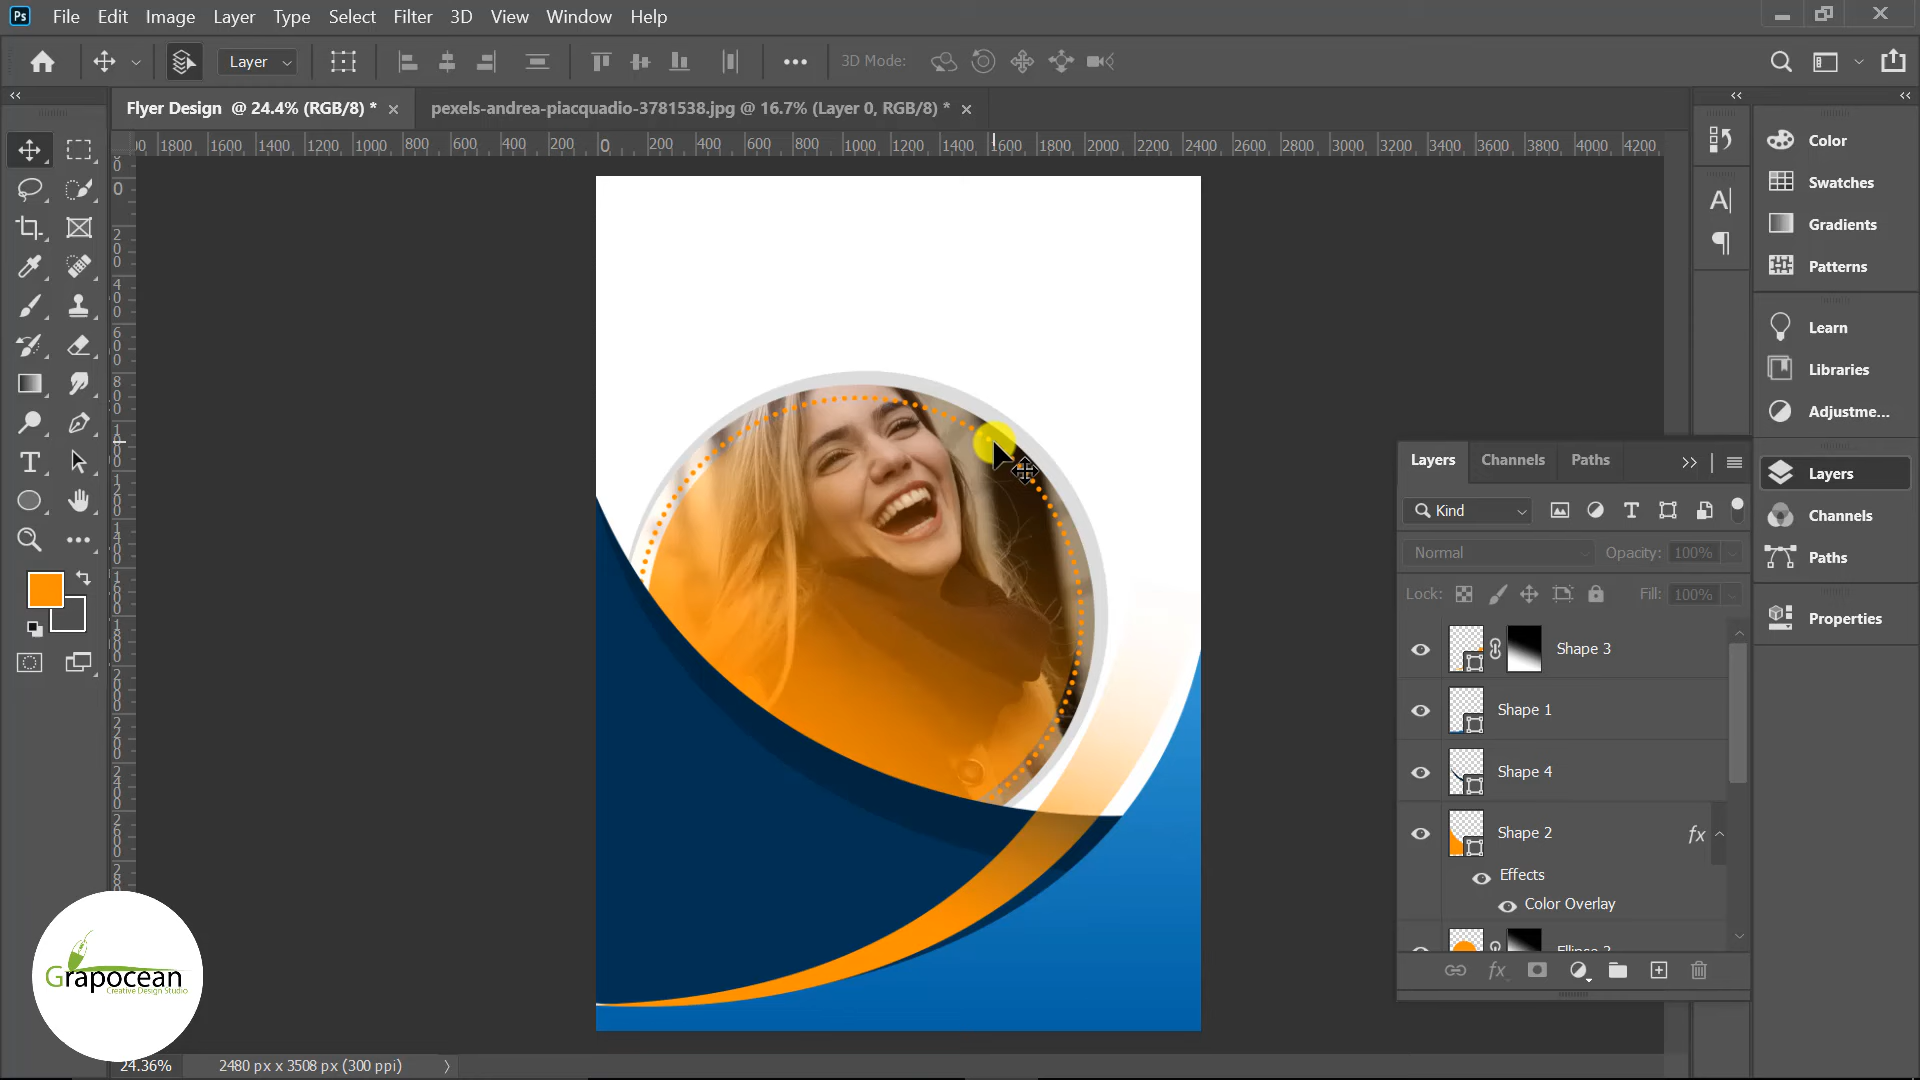 Ps File Edit Image Layer Type Select Filter 3D View Window Help
Layer 3D Mode:
Flyer Design @ 24.4% (RGB/8) * × pexels-andrea-piacquadio-3781538.jpg @ 16.7% (Layer 0, RGB/8) * ×
1800 1600 1400 1200 1000 800 600 400 200 0 200 400 600 800 1000 1200 1400 1600 1800 2000 2200 2400 2600 2800 3000 3200 3400 3600 3800 4000 4200
Color
Swatches
Gradients
Patterns
Learn
Libraries
Adjustme...
Layers
Channels
Paths
Properties
Layers Channels Paths
Kind
Normal Opacity: 100%
Lock: Fill: 100%
Shape 3
Shape 1
Shape 4
Shape 2 fx
Effects
Color Overlay
fx
Grapocean
Creative Design Studio
24.36% 2480 px x 3508 px (300 ppi)